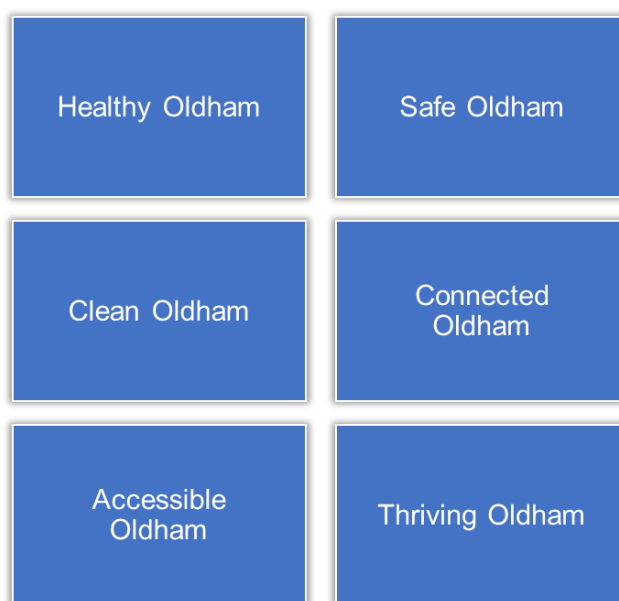 Healthy Oldham
Safe Oldham
Clean Oldham
Connected
Oldham
Accessible
Oldham
Thriving Oldham